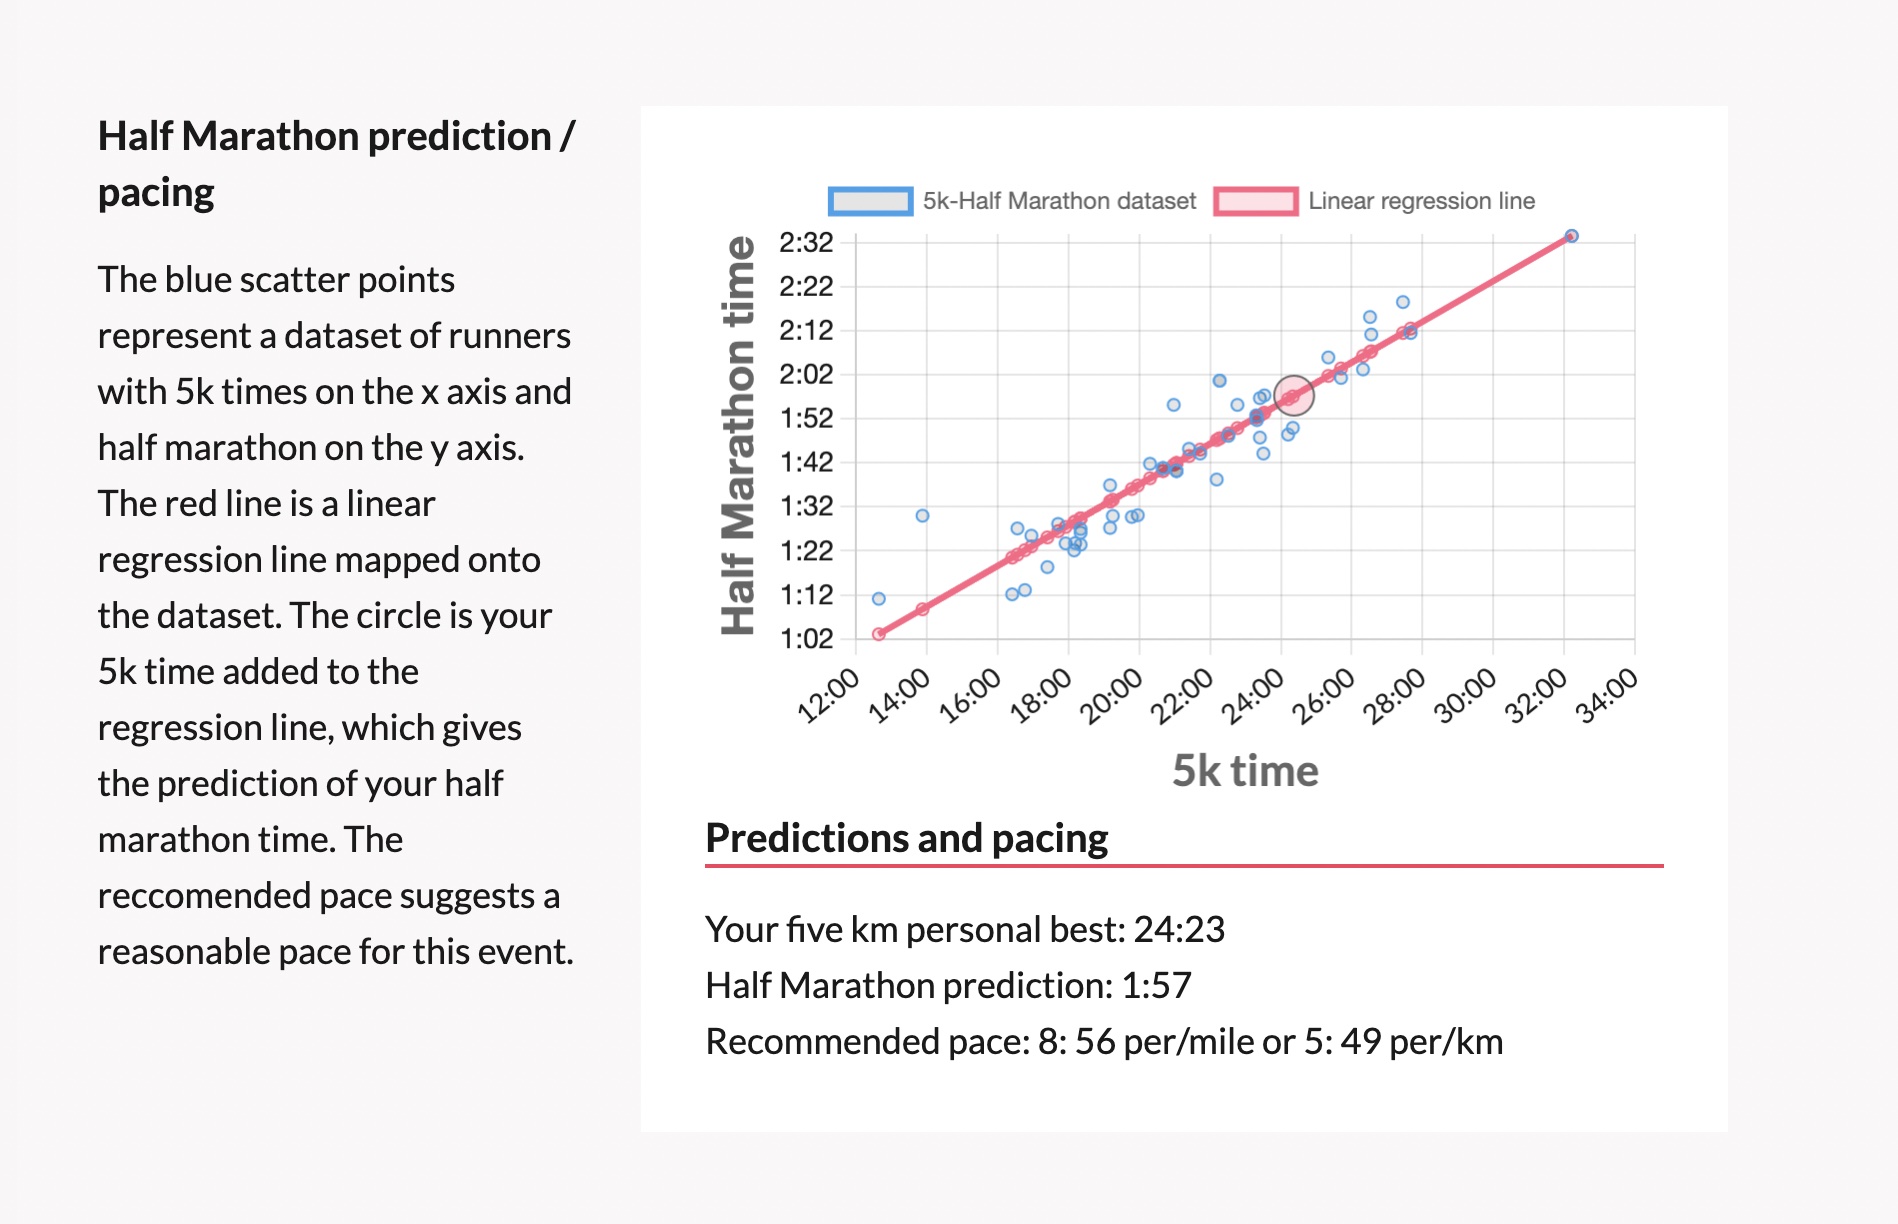 Half Marathon prediction /
pacing
The blue scatter points
represent a dataset of runners
with 5k times on the x axis and
half marathon on the y axis.
The red line is a linear
regression line mapped onto
the dataset. The circle is your
5k time added to the
regression line, which gives
the prediction of your half
marathon time. The
reccomended pace suggests a
reasonable pace for this event.
5k-Half Marathon dataset
Linear regression line
Half Marathon time
2:32
2:22
2:12
2:02
1:52
1:42
1:32
1:22
1:12
1:02
12:00
14:00
16:00
18:00
20:00
22:00
24:00
26:00
28:00
30:00
32:00
34:00
5k time
Predictions and pacing
Your five km personal best: 24:23
Half Marathon prediction: 1:57
Recommended pace: 8: 56 per/mile or 5: 49 per/km